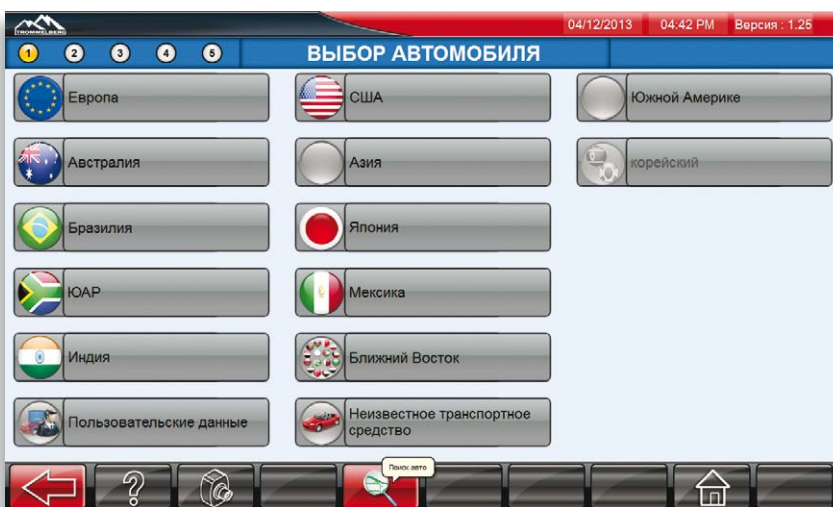 TROMMELBERG
04/12/2013 04:42 PM Версия : 1.25
1 2 3 4 5 ВЫБОР АВТОМОБИЛЯ
Европа
США
Южной Америке
Австралия
Азия
корейский
Бразилия
Япония
ЮАР
Мексика
Индия
Ближний Восток
Пользовательские данные
Неизвестное транспортное
средство
Поиск авто
?